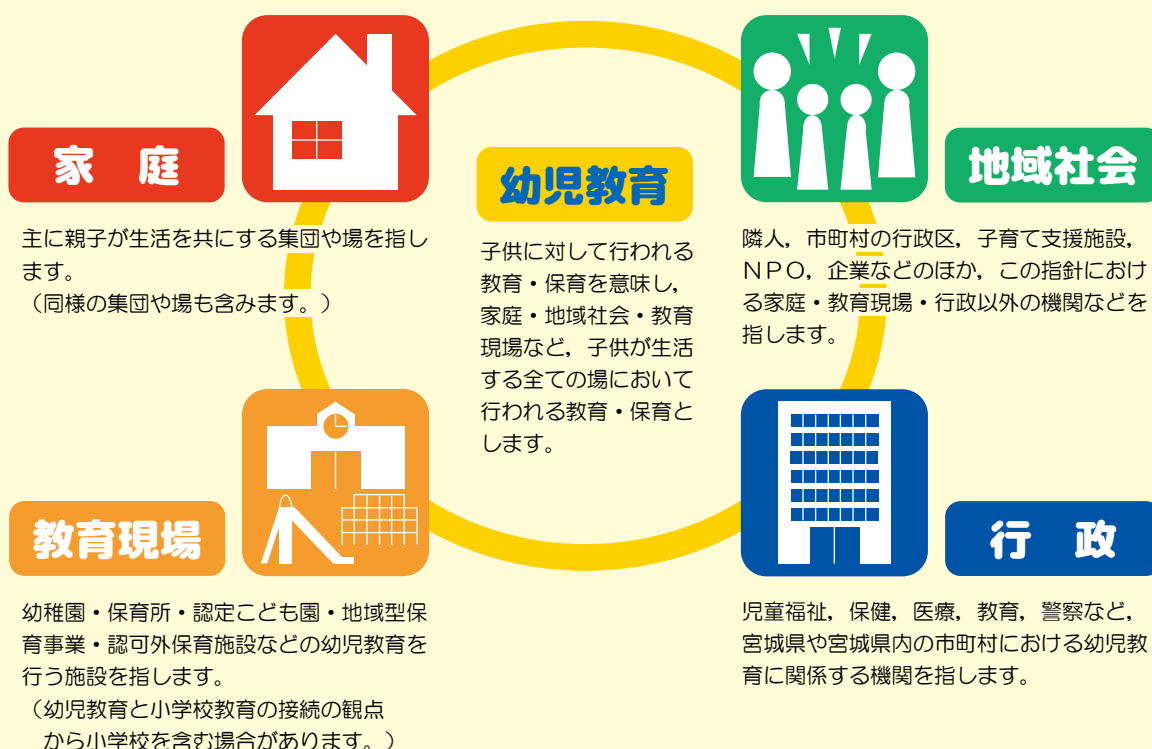 家 庭
主に親子が生活を共にする集団や場を指し
ます。
（同様の集団や場も含みます。）
幼児教育
子供に対して行われる
教育・保育を意味し，
家庭・地域社会・教育
現場など，子供が生活
する全ての場において
行われる教育・保育と
します。
地域社会
隣人，市町村の行政区，子育て支援施設，
ＮＰＯ，企業などのほか，この指針におけ
る家庭・教育現場・行政以外の機関などを
指します。
教育現場
幼稚園・保育所・認定こども園・地域型保
育事業・認可外保育施設などの幼児教育を
行う施設を指します。
（幼児教育と小学校教育の接続の観点
から小学校を含む場合があります。）
行 政
児童福祉，保健，医療，教育，警察など，
宮城県や宮城県内の市町村における幼児教
育に関係する機関を指します。